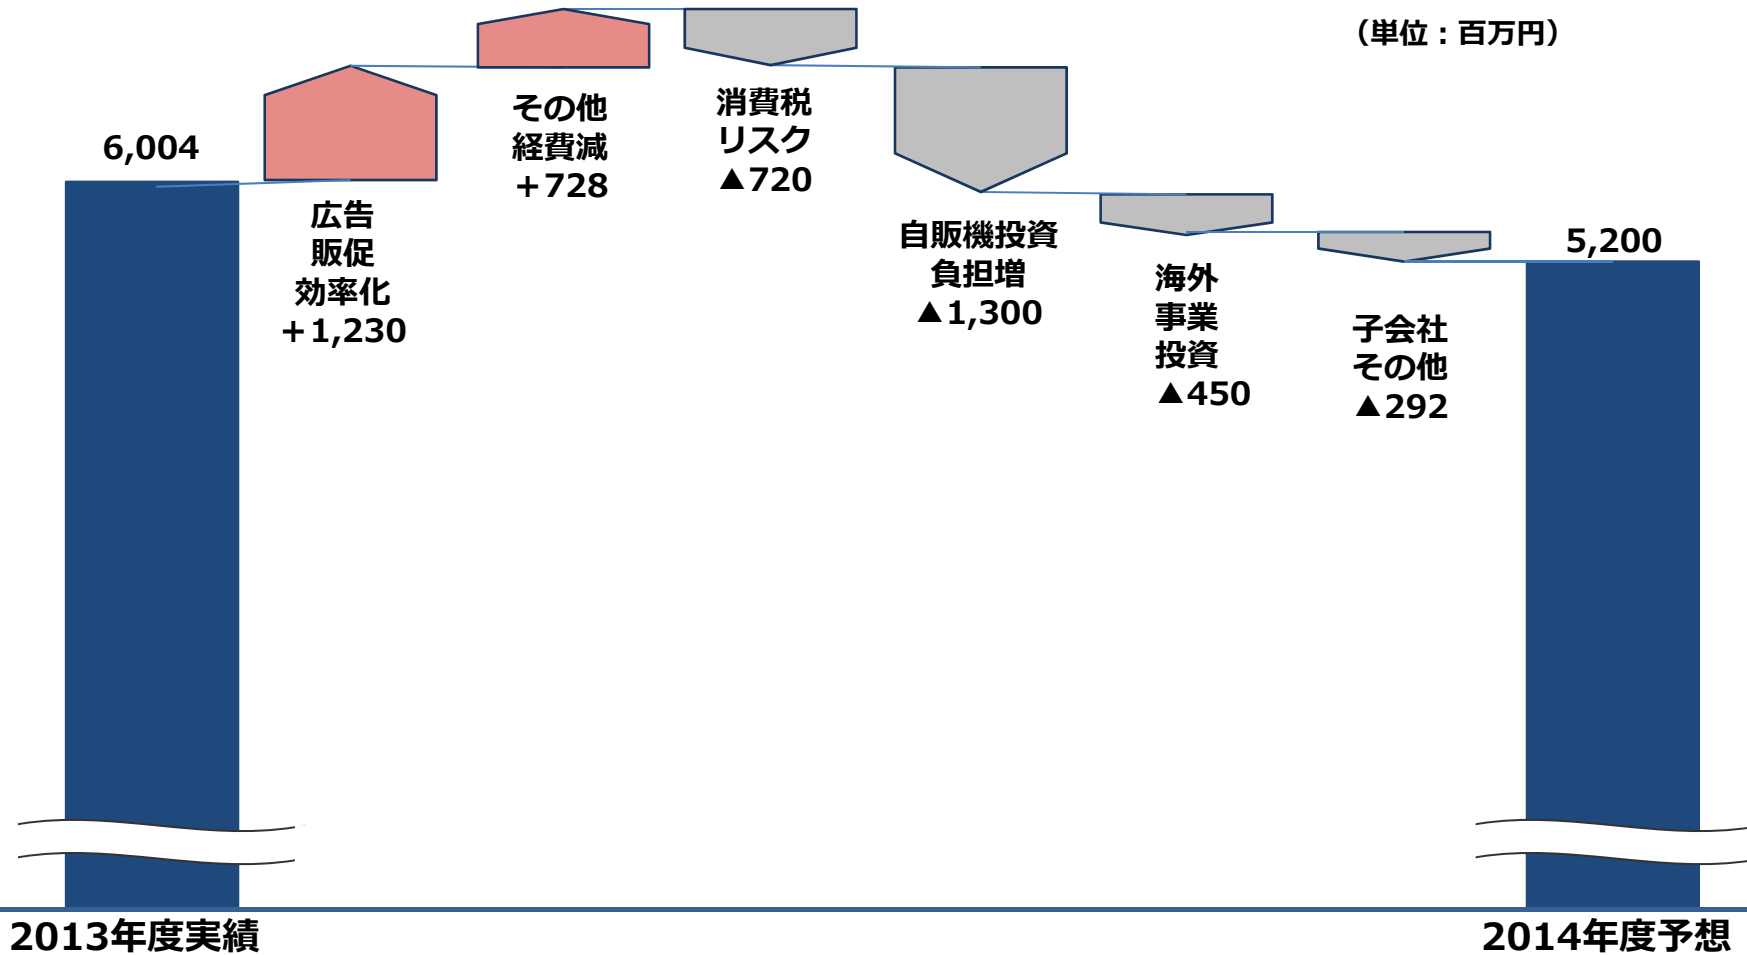 （単位：百万円）
6,004
広告
販促
効率化
+1,230
その他
経費減
+728
消費税
リスク
▲720
自販機投資
負担増
▲1,300
海外
事業
投資
▲450
子会社
その他
▲292
5,200
2013年度実績
2014年度予想